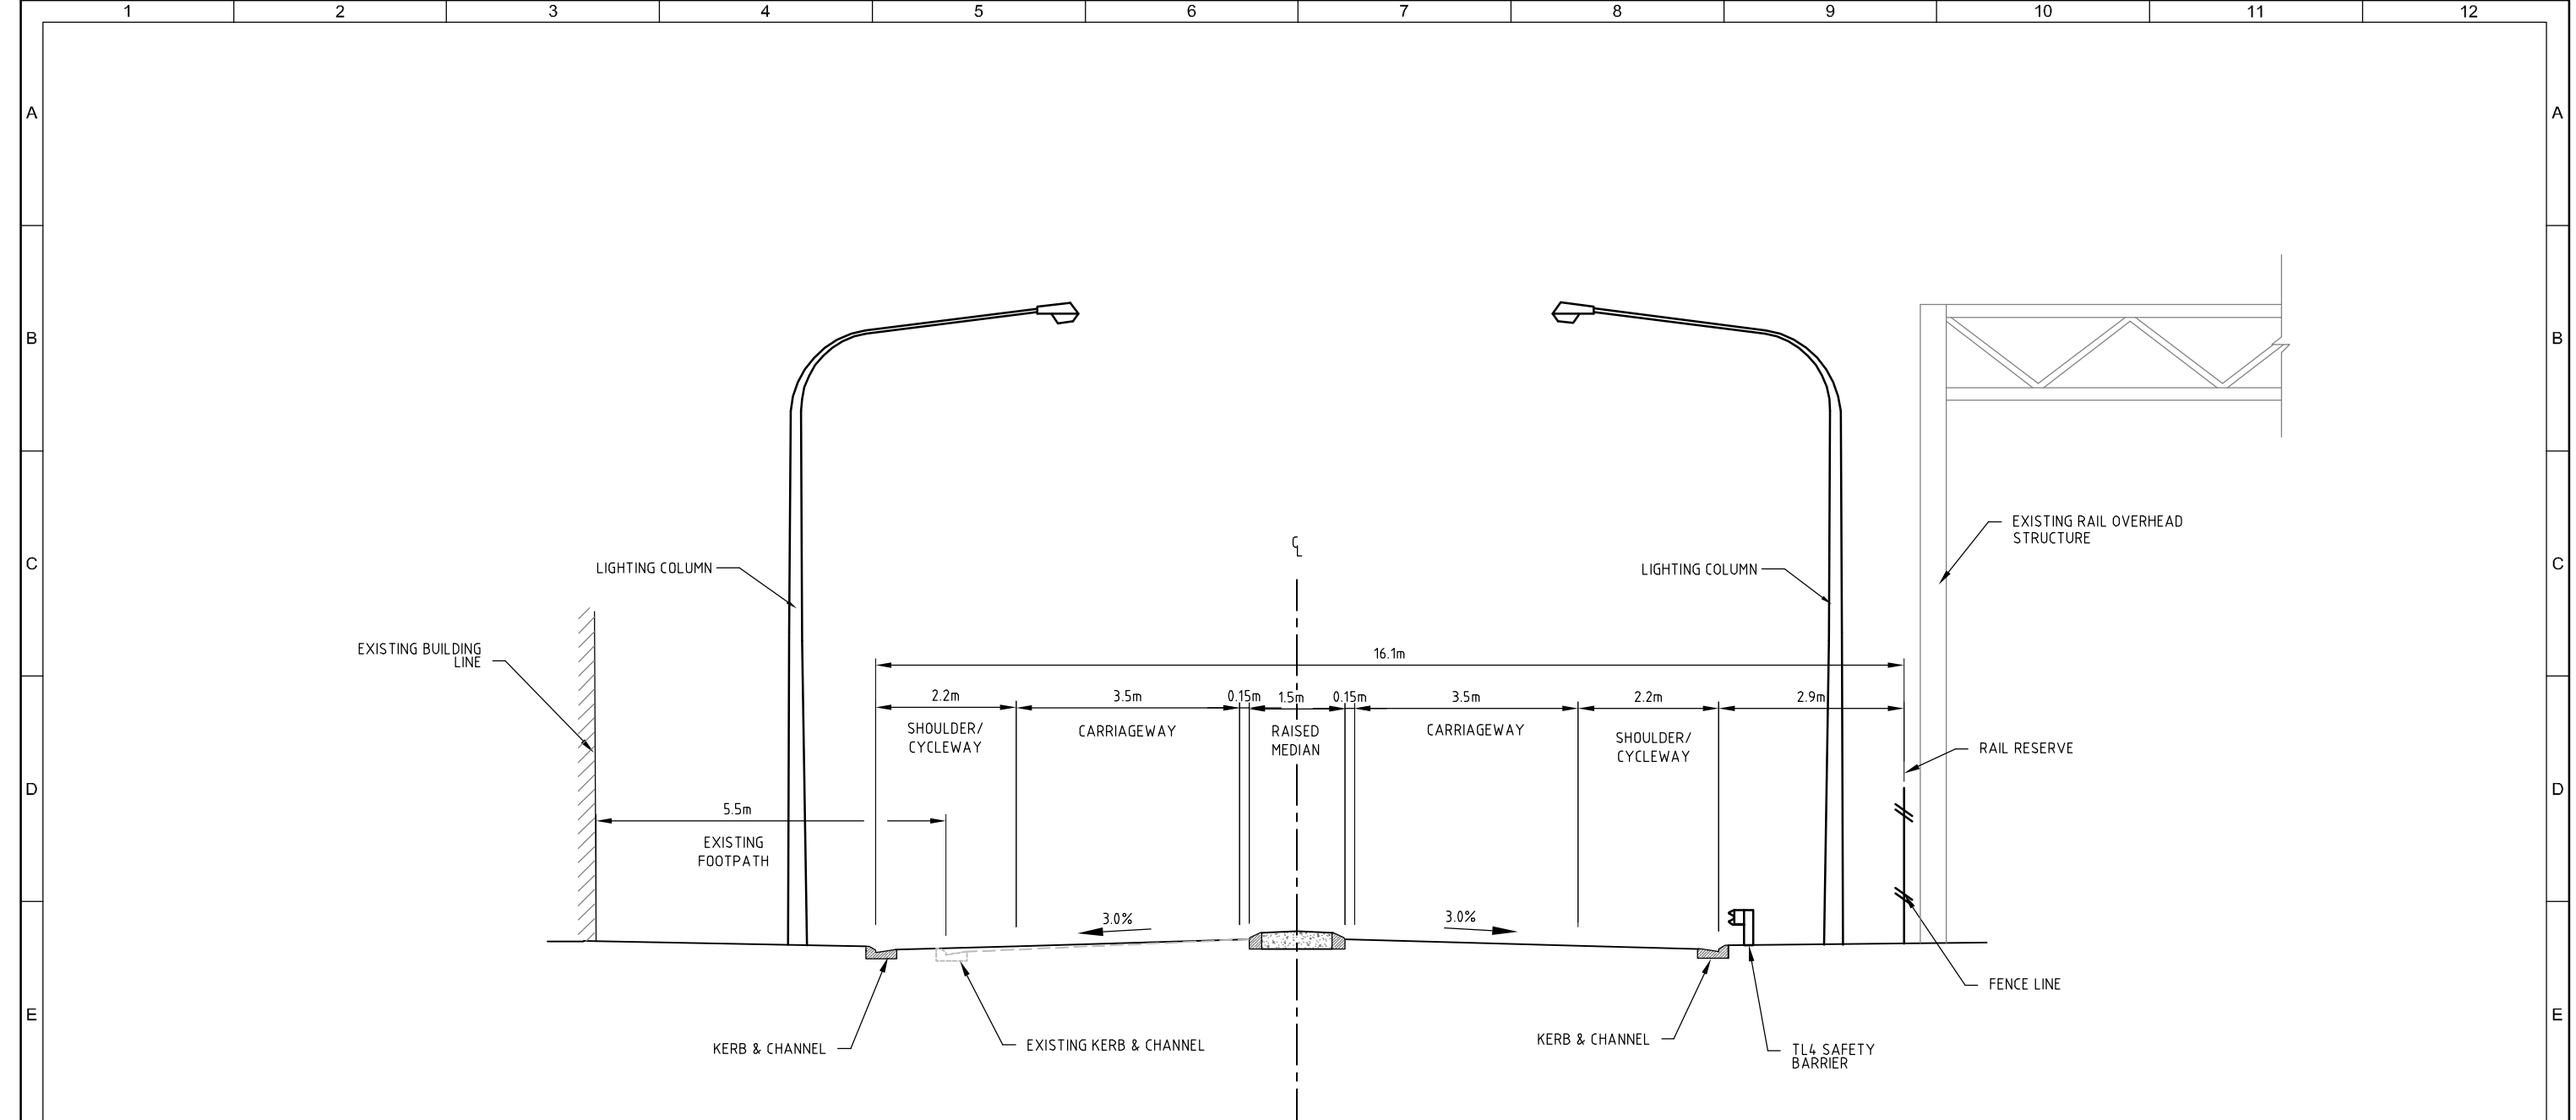 1 2 3 4 5 6 7 8 9 10 11 12
A A
B B
EXISTING RAIL OVERHEAD
STRUCTURE
℄
C C
LIGHTING COLUMN
LIGHTING COLUMN
EXISTING BUILDING
LINE
16.1m
2.2m 3.5m 0.15m 1.5m 0.15m 3.5m 2.2m 2.9m
SHOULDER/
CYCLEWAY
CARRIAGEWAY
RAISED
MEDIAN
CARRIAGEWAY
SHOULDER/
CYCLEWAY
RAIL RESERVE
D D
5.5m
EXISTING
FOOTPATH
3.0% 3.0%
FENCE LINE
E E
KERB & CHANNEL
EXISTING KERB & CHANNEL
KERB & CHANNEL
TL4 SAFETY
BARRIER